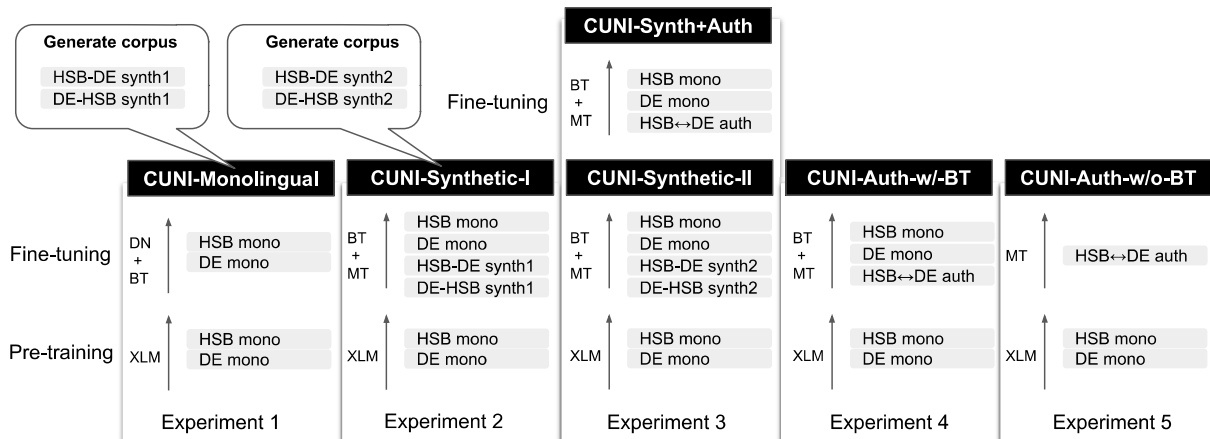 Generate corpus
HSB-DE synth1
DE-HSB synth1
Generate corpus
HSB-DE synth2
DE-HSB synth2
CUNI-Synth+Auth
Fine-tuning
BT
+
MT
HSB mono
DE mono
HSB↔DE auth
CUNI-Monolingual
CUNI-Synthetic-I
CUNI-Synthetic-II
CUNI-Auth-w/-BT
CUNI-Auth-w/o-BT
Fine-tuning
DN
+
BT
HSB mono
DE mono
BT
+
MT
HSB mono
DE mono
HSB-DE synth1
DE-HSB synth1
BT
+
MT
HSB mono
DE mono
HSB-DE synth2
DE-HSB synth2
BT
+
MT
HSB mono
DE mono
HSB↔DE auth
MT
HSB↔DE auth
Pre-training
XLM
HSB mono
DE mono
XLM
HSB mono
DE mono
XLM
HSB mono
DE mono
XLM
HSB mono
DE mono
XLM
HSB mono
DE mono
Experiment 1
Experiment 2
Experiment 3
Experiment 4
Experiment 5